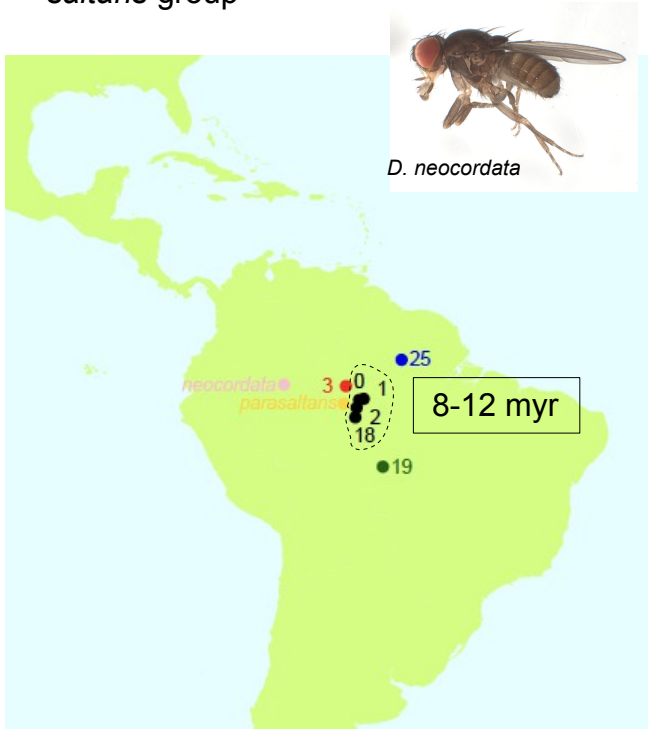 saltans group
D. neocordata
25
neocordata
3
0
1
parasaltans
8-12 myr
2
18
19